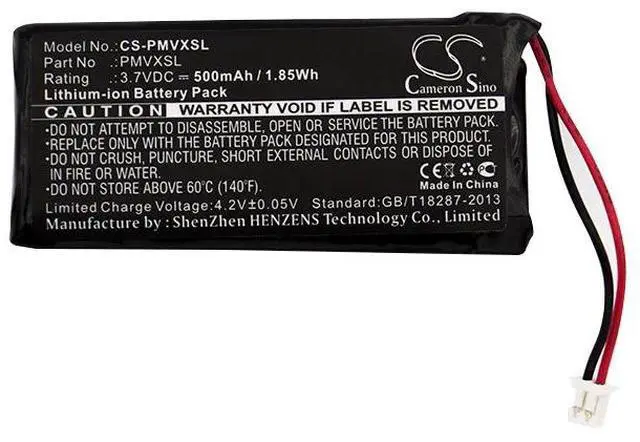 Model No.:CS-PMVXSL
Part No :PMVXSL
Rating :3.7VDC ⎓ 500mAh / 1.85Wh
Lithium-ion Battery Pack
CS
Cameron Sino
CAUTION WARRANTY VOID IF LABEL IS REMOVED
•DO NOT ATTEMPT TO DISASSEMBLE, OPEN OR SERVICE THE BATTERY PACK.
•REPLACE ONLY WITH THE BATTERY PACK DESIGNATED FOR THIS PRODUCT.
•DO NOT CRUSH, PUNCTURE, SHORT EXTERNAL CONTACTS OR DISPOSE OF
IN FIRE OR WATER.
•DO NOT STORE ABOVE 60℃ (140℉).
CE
Made In China
Limited Charge Voltage:4.2V±0.05V Standard:GB/T18287-2013
Manufacturer by : ShenZhen HENZENS Technology Co., Ltd.